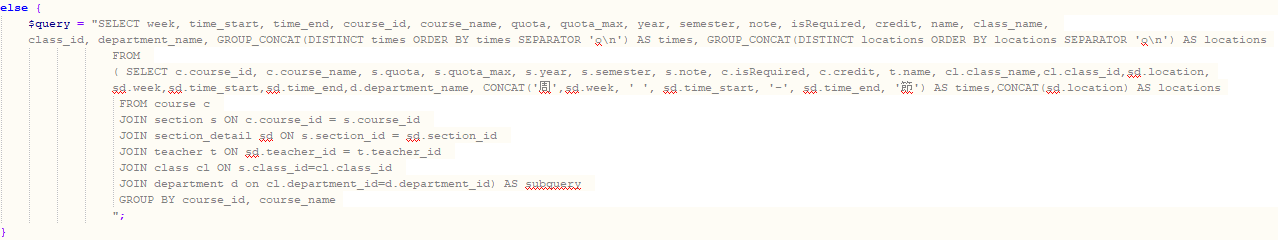 else {
$query = "SELECT week, time_start, time_end, course_id, course_name, quota, quota_max, year, semester, note, isRequired, credit, name, class_name,
class_id, department_name, GROUP_CONCAT(DISTINCT times ORDER BY times SEPARATOR 'o\n') AS times, GROUP_CONCAT(DISTINCT locations ORDER BY locations SEPARATOR 'o\n') AS locations
FROM
( SELECT c.course_id, c.course_name, s.quota, s.quota_max, s.year, s.semester, s.note, c.isRequired, c.credit, t.name, cl.class_name,cl.class_id,sd.location,
sd.week,sd.time_start,sd.time_end,d.department_name, CONCAT('周',sd.week, ' ', sd.time_start, '-', sd.time_end, '節') AS times,CONCAT(sd.location) AS locations
FROM course c
JOIN section s ON c.course_id = s.course_id
JOIN section_detail sd ON s.section_id = sd.section_id
JOIN teacher t ON sd.teacher_id = t.teacher_id
JOIN class cl ON s.class_id=cl.class_id
JOIN department d on cl.department_id=d.department_id) AS subquery
GROUP BY course_id, course_name
";
}